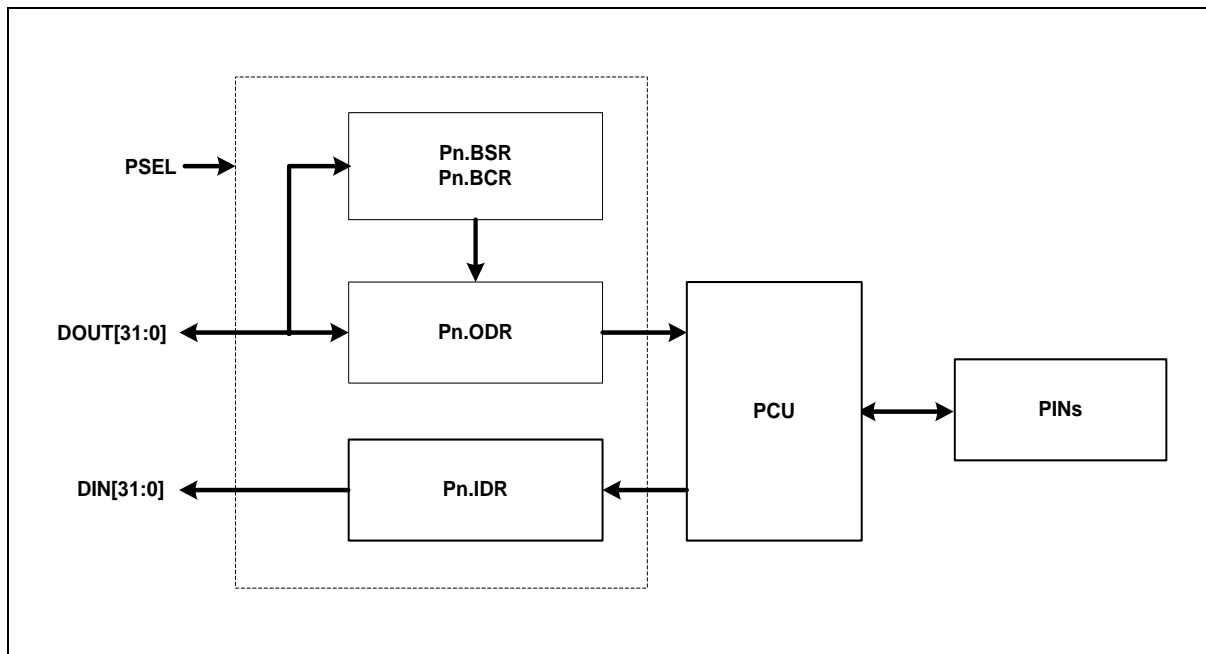 PSEL
Pn.BSR
Pn.BCR
DOUT[31:0]
Pn.ODR
PCU
PINs
DIN[31:0]
Pn.IDR